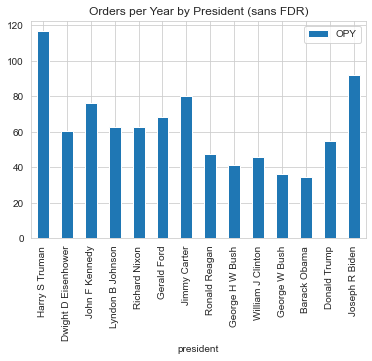 Orders per Year by President (sans FDR)
OPY
120
100
80
60
40
20
0
Harry S Truman
Dwight D Eisenhower
John F Kennedy
Lyndon B Johnson
Richard Nixon
Gerald Ford
Jimmy Carter
Ronald Reagan
George H W Bush
William J Clinton
George W Bush
Barack Obama
Donald Trump
Joseph R Biden
president